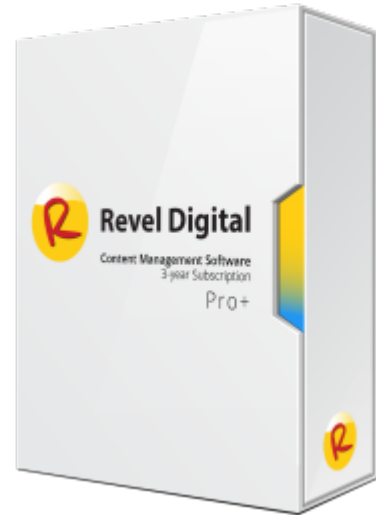 R
Revel Digital
Content Management Software
3-year Subscription
Pro+
R